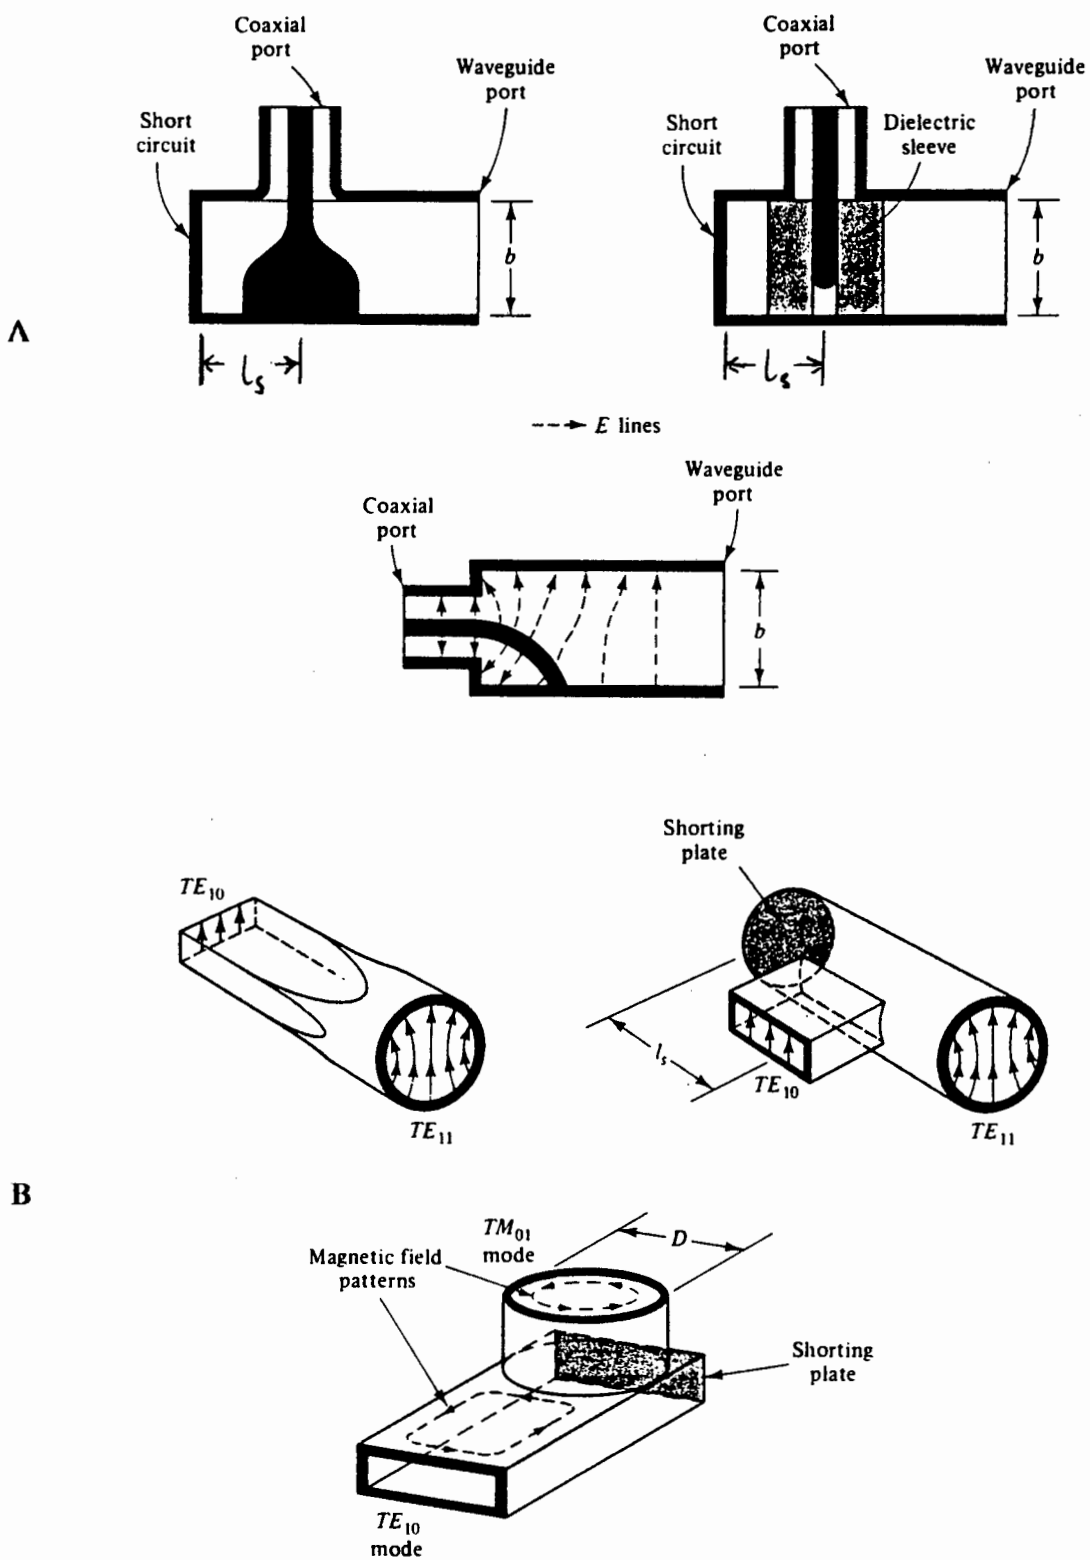 Coaxial
port
Waveguide
port
Short
circuit
b
l_s
Coaxial
port
Waveguide
port
Short
circuit
Dielectric
sleeve
b
l_s
A
E lines
Coaxial
port
Waveguide
port
b
TE10
TE11
Shorting
plate
l_s
TE10
TE11
B
TM01
mode
D
Magnetic field
patterns
Shorting
plate
TE10
mode